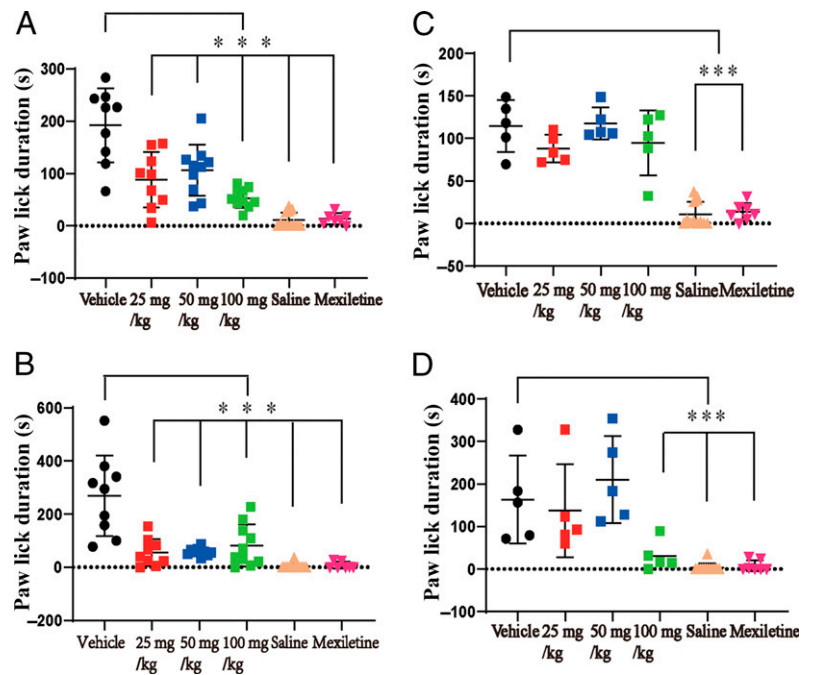 A
Paw lick duration (s)
* * *
300
200
100
0
−100
Vehicle 25 mg 50 mg 100 mg Saline Mexiletine
/kg /kg /kg
C
Paw lick duration (s)
***
200
150
100
50
0
−50
Vehicle 25 mg 50 mg 100 mg Saline Mexiletine
/kg /kg /kg
B
Paw lick duration (s)
* * *
600
400
200
0
−200
Vehicle 25 mg 50 mg 100 mg Saline Mexiletine
/kg /kg /kg
D
Paw lick duration (s)
***
400
300
200
100
0
−100
Vehicle 25 mg 50 mg 100 mg Saline Mexiletine
/kg /kg /kg